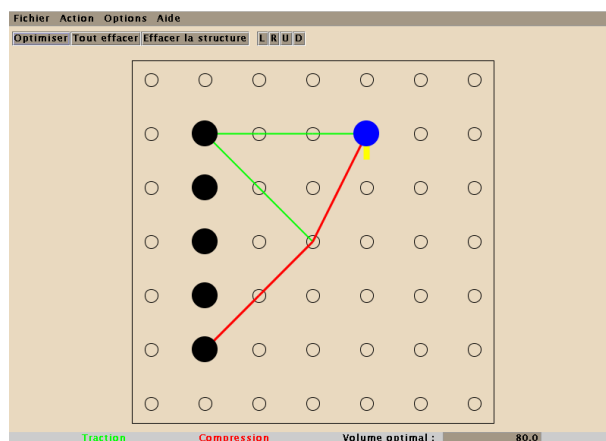 Fichier Action Options Aide
Optimiser Tout effacer Effacer la structure L R U D
Traction Compression Volume optimal : 80.0